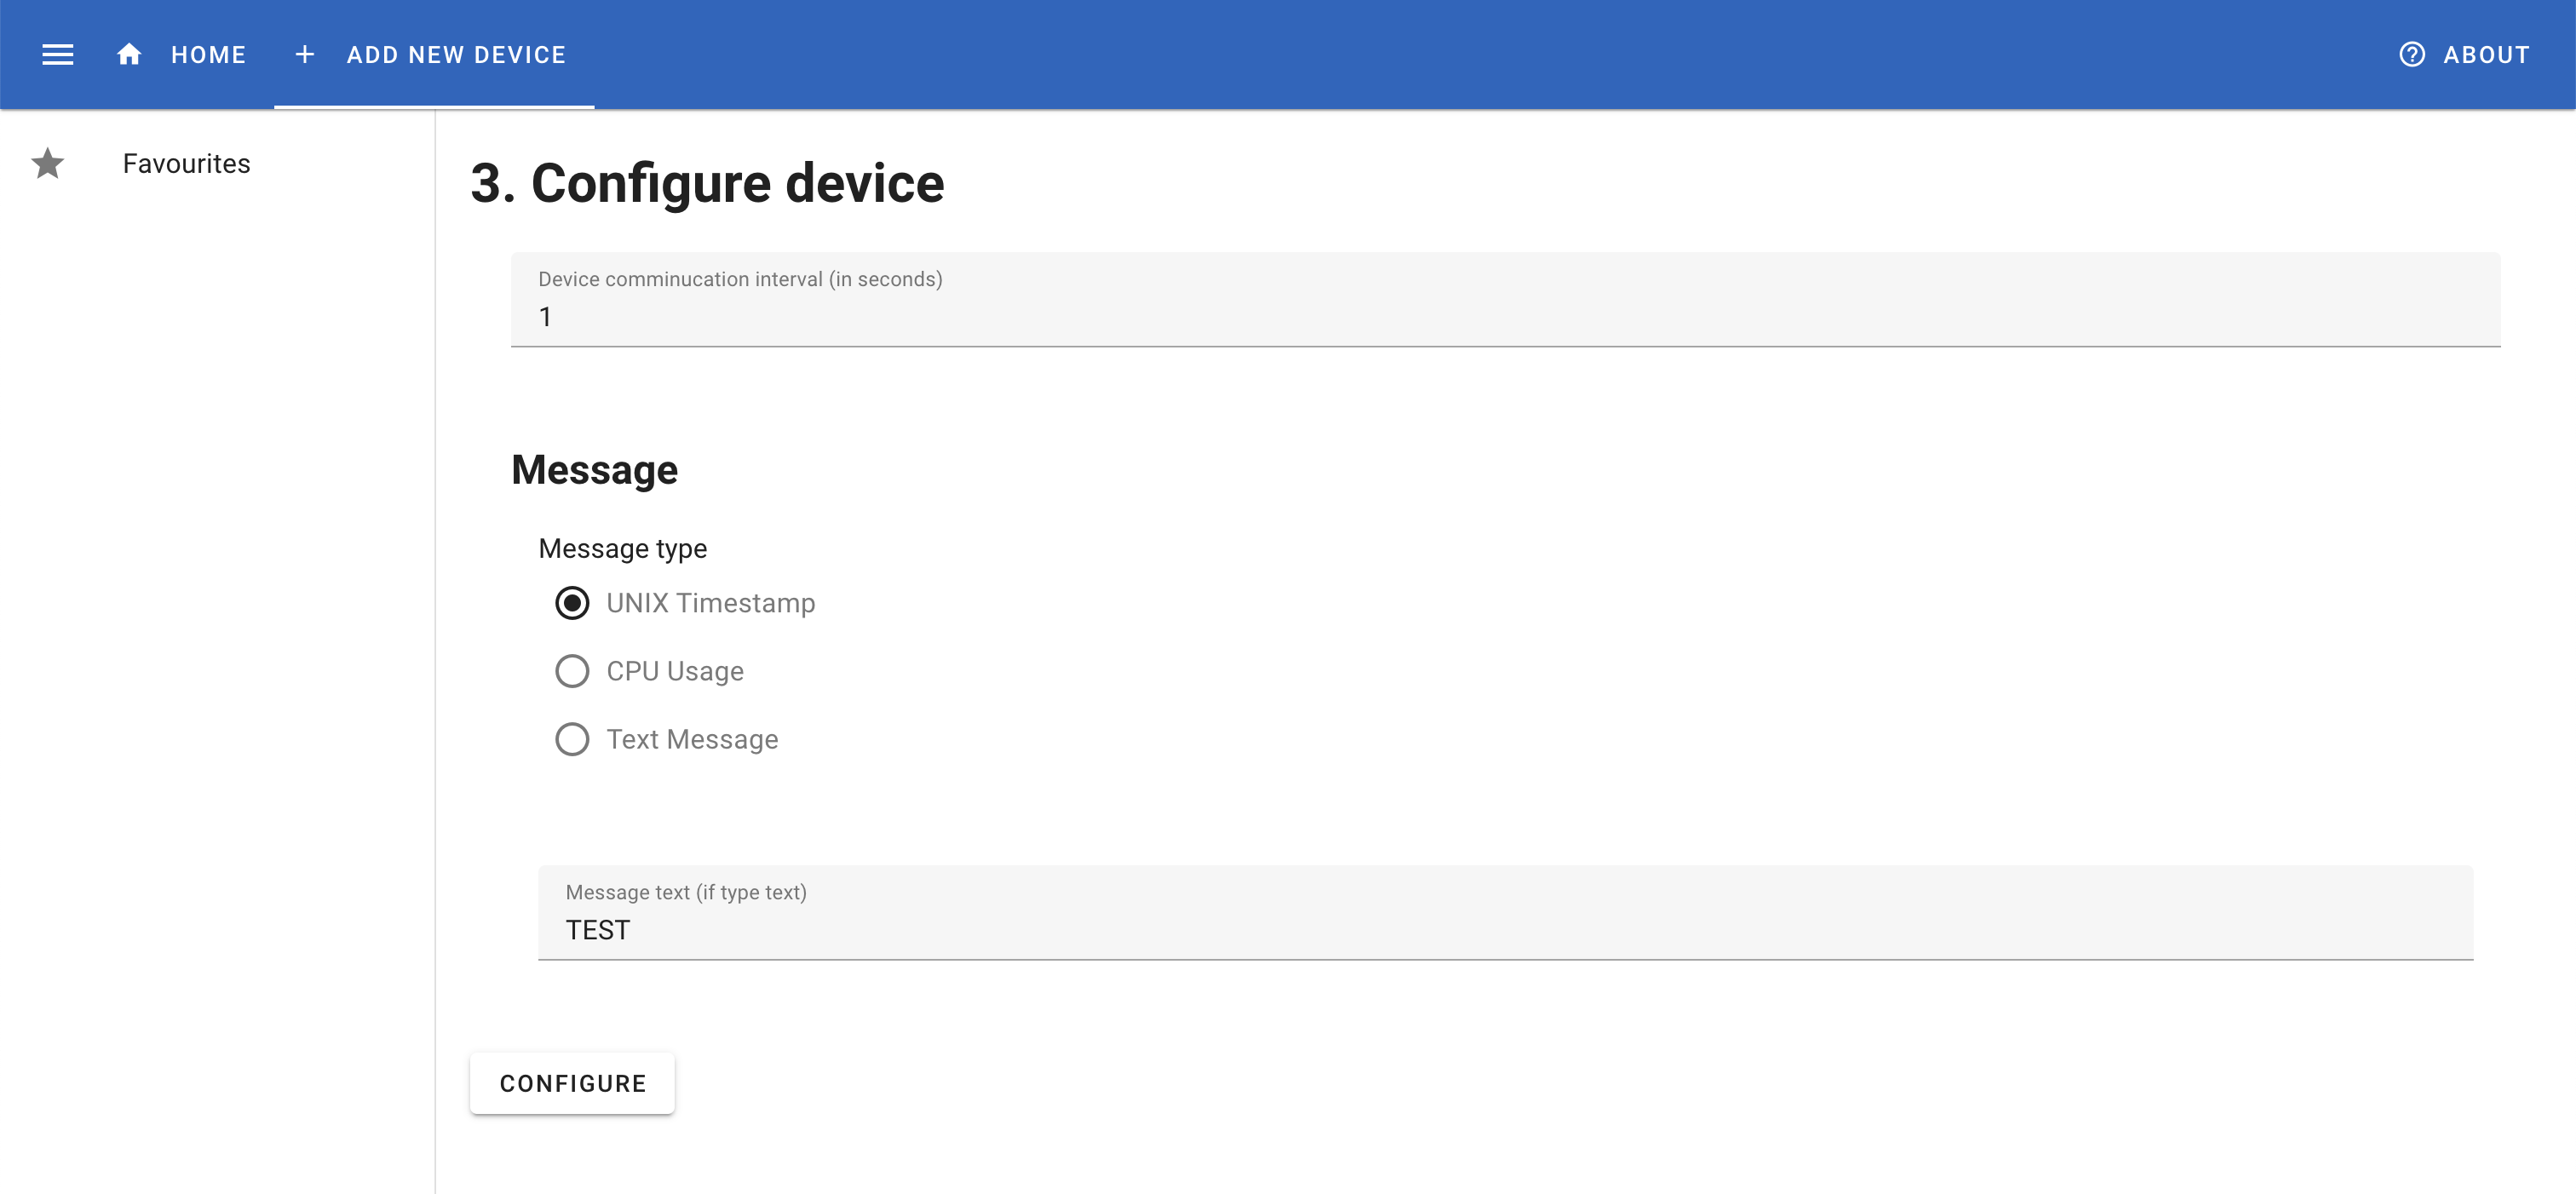 HOME
ADD NEW DEVICE
ABOUT
Favourites
3. Configure device
Device comminucation interval (in seconds)
1
Message
Message type
UNIX Timestamp
CPU Usage
Text Message
Message text (if type text)
TEST
CONFIGURE